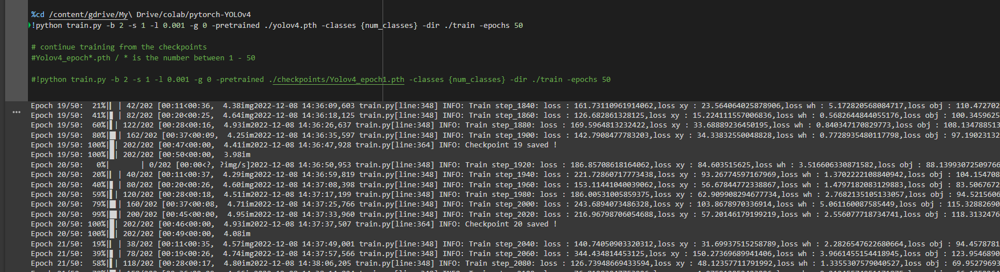 %cd /content/gdrive/My\ Drive/colab/pytorch-YOLOv4
!python train.py -b 2 -s 1 -l 0.001 -g 0 -pretrained ./yolov4.pth -classes {num_classes} -dir ./train -epochs 50
# continue training from the checkpoints
#Yolov4_epoch*.pth / * is the number between 1 - 50
#!python train.py -b 2 -s 1 -l 0.001 -g 0 -pretrained ./checkpoints/Yolov4_epoch1.pth -classes {num_classes} -dir ./train -epochs 50
Epoch 19/50:  21%|▎ | 42/202 [00:11<00:36,  4.38img2022-12-08 14:36:09,603 train.py[line:348] INFO: Train step_1840: loss : 161.73110961914062,loss xy : 23.564064025878906,loss wh : 5.172820568084717,loss obj : 110.472702
Epoch 19/50:  41%|▋ | 82/202 [00:20<00:25,  4.64img2022-12-08 14:36:18,125 train.py[line:348] INFO: Train step_1860: loss : 126.682861328125,loss xy : 15.224111557006836,loss wh : 0.5682644844055176,loss obj : 100.3459625
Epoch 19/50:  60%|▌| 122/202 [00:28<00:16,  4.93im2022-12-08 14:36:26,637 train.py[line:348] INFO: Train step_1880: loss : 169.5964813232422,loss xy : 33.68889236450195,loss wh : 0.840347170829773,loss obj : 108.134788513
Epoch 19/50:  80%|▊| 162/202 [00:37<00:09,  4.25im2022-12-08 14:36:35,597 train.py[line:348] INFO: Train step_1900: loss : 142.7908477783203,loss xy : 34.33832550048828,loss wh : 0.7728935480117798,loss obj : 97.19023132
Epoch 19/50: 100%|█| 202/202 [00:47<00:00,  4.41im2022-12-08 14:36:47,928 train.py[line:364] INFO: Checkpoint 19 saved !
Epoch 19/50: 100%|█| 202/202 [00:50<00:00,  3.98im
Epoch 20/50:   0%|       | 0/202 [00:00<?, ?img/s]2022-12-08 14:36:50,953 train.py[line:348] INFO: Train step_1920: loss : 186.85708618164062,loss xy : 84.603515625,loss wh : 3.516606330871582,loss obj : 88.13993072509766
Epoch 20/50:  20%|▎ | 40/202 [00:11<00:37,  4.29img2022-12-08 14:36:59,819 train.py[line:348] INFO: Train step_1940: loss : 221.72860717773438,loss xy : 93.26774597167969,loss wh : 1.3702222108840942,loss obj : 104.154708
Epoch 20/50:  40%|▋ | 80/202 [00:20<00:26,  4.60img2022-12-08 14:37:08,398 train.py[line:348] INFO: Train step_1960: loss : 153.11441040039062,loss xy : 56.67844772338867,loss wh : 1.4797182083129883,loss obj : 83.5067672
Epoch 20/50:  59%|▌| 120/202 [00:28<00:18,  4.51im2022-12-08 14:37:17,199 train.py[line:348] INFO: Train step_1980: loss : 186.00531005859375,loss xy : 62.909908294677734,loss wh : 2.7682135105133057,loss obj : 94.5215606
Epoch 20/50:  79%|▊| 160/202 [00:37<00:08,  4.71im2022-12-08 14:37:25,766 train.py[line:348] INFO: Train step_2000: loss : 243.6894073486328,loss xy : 103.8678970336914,loss wh : 5.061160087585449,loss obj : 115.328822690
Epoch 20/50:  99%|▉| 200/202 [00:45<00:00,  4.95im2022-12-08 14:37:33,960 train.py[line:348] INFO: Train step_2020: loss : 216.96798706054688,loss xy : 57.20146179199219,loss wh : 2.556077718734741,loss obj : 118.3132476
Epoch 20/50: 100%|█| 202/202 [00:46<00:00,  4.93im2022-12-08 14:37:37,507 train.py[line:364] INFO: Checkpoint 20 saved !
Epoch 20/50: 100%|█| 202/202 [00:49<00:00,  4.08im
Epoch 21/50:  19%|▎ | 38/202 [00:11<00:35,  4.57img2022-12-08 14:37:49,001 train.py[line:348] INFO: Train step_2040: loss : 140.74050903320312,loss xy : 31.69937515258789,loss wh : 2.2826547622680664,loss obj : 94.4578781
Epoch 21/50:  39%|▋ | 78/202 [00:19<00:26,  4.74img2022-12-08 14:37:57,566 train.py[line:348] INFO: Train step_2060: loss : 344.434814453125,loss xy : 150.27369689941406,loss wh : 3.9661455154418945,loss obj : 123.9546890
Epoch 21/50:  58%|▌| 118/202 [00:28<00:17,  4.80im2022-12-08 14:38:06,205 train.py[line:348] INFO: Train step_2080: loss : 126.73948669433594,loss xy : 48.12357711791992,loss wh : 1.3355307579040527,loss obj : 69.95279693